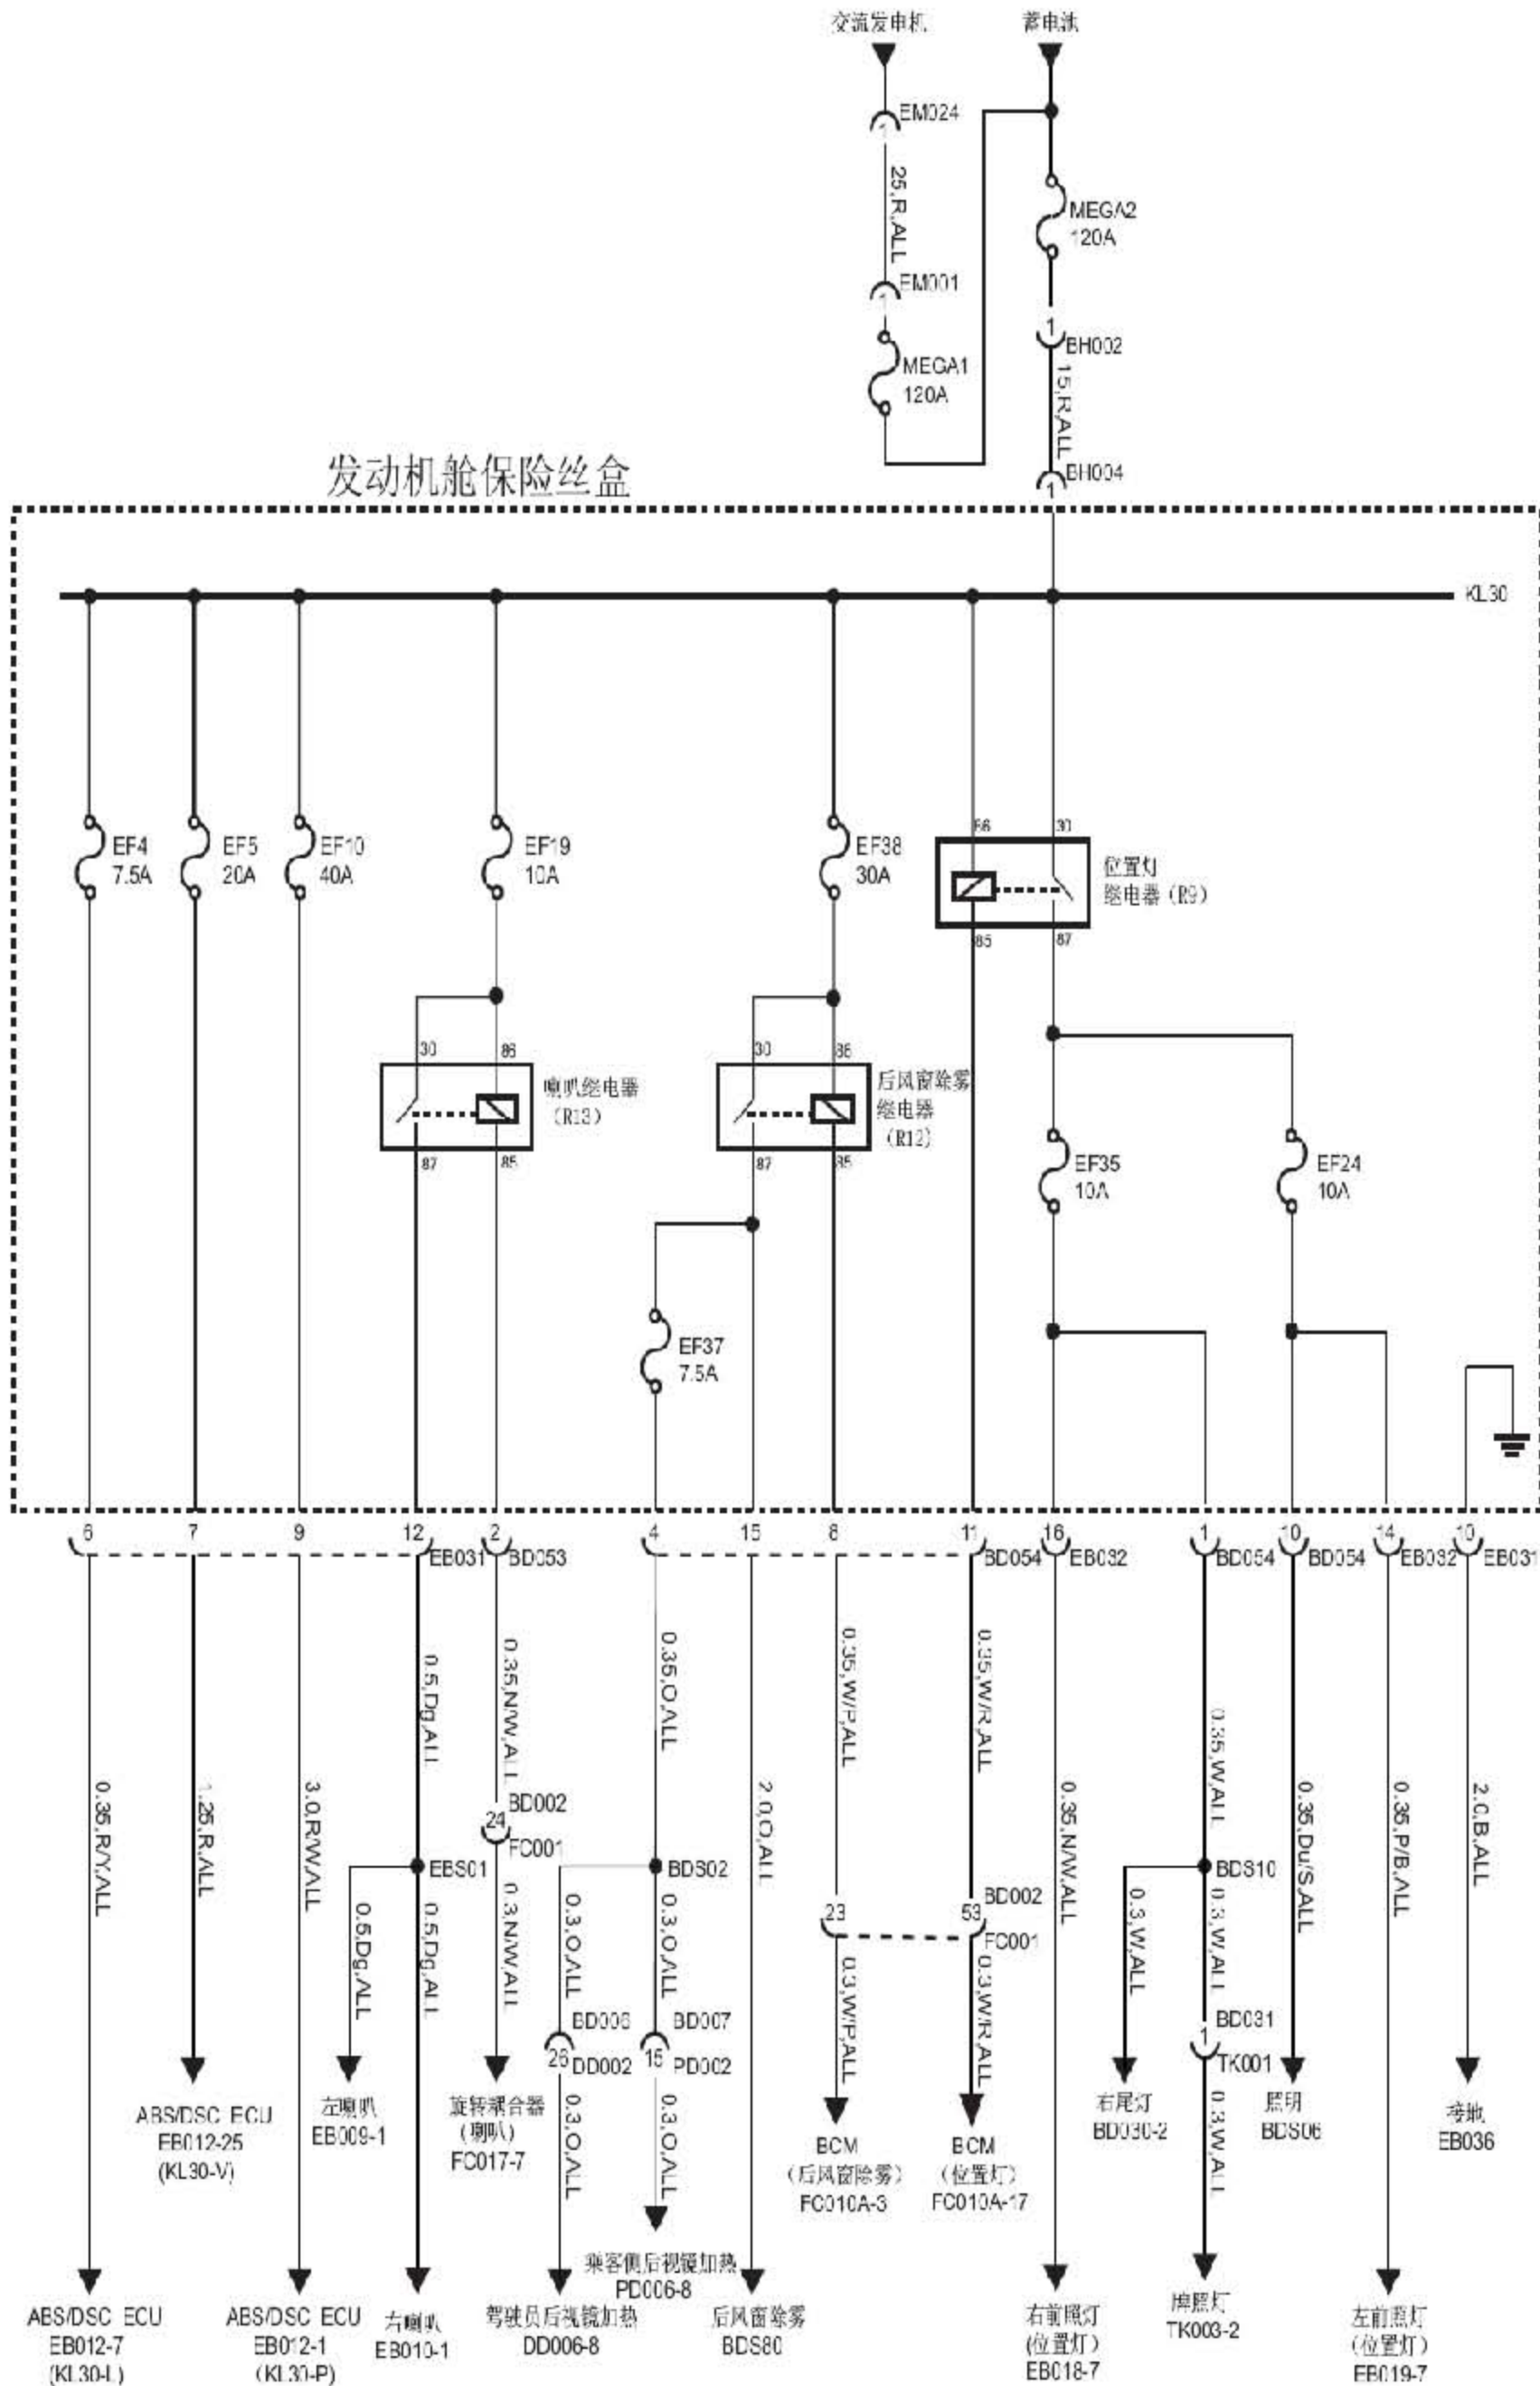 交流发电机
蓄电池
EM024
1
25,R,ALL
MEGA2
120A
EM001
1
1
BH002
MEGA1
120A
15,R,ALL
BH004
1
发动机舱保险丝盒
KL30
EF4
7.5A
EF5
20A
EF10
40A
EF19
10A
EF38
30A
86
30
位置灯
继电器（R9）
85
87
30
86
喇叭继电器
（R13）
87
85
30
86
后风窗除雾
继电器
（R12）
87
85
EF35
10A
EF24
10A
EF37
7.5A
6
7
9
12
EB031
2
BD053
4
15
8
11
BD054
16
EB032
1
BD054
10
BD054
14
EB032
10
EB031
0.5,Dg,ALL
0.35,N/W,ALL
0.35,O,ALL
0.35,W/P,ALL
0.35,W/R,ALL
0.35,W,ALL
0.35,R/Y,ALL
1.25,R,ALL
3.0,R/W,ALL
2.0,O,ALL
0.35,N/W,ALL
0.35,Du/S,ALL
0.35,P/B,ALL
2.0,B,ALL
BD002
24
FC001
EBS01
BDS02
BDS10
0.5,Dg,ALL
0.5,Dg,ALL
0.3,N/W,ALL
0.3,O,ALL
0.3,O,ALL
23
53
BD002
FC001
0.3,W,ALL
0.3,W,ALL
0.3,W/P,ALL
0.3,W/R,ALL
BD006
26
DD002
BD007
15
PD002
BD031
1
TK001
0.3,O,ALL
0.3,O,ALL
0.3,W,ALL
ABS/DSC ECU
EB012-25
(KL30-V)
左喇叭
EB009-1
旋转耦合器
（喇叭）
FC017-7
BCM
（后风窗除雾）
FC010A-3
BCM
（位置灯）
FC010A-17
右尾灯
BD030-2
照明
BDS06
接地
EB036
乘客侧后视镜加热
PD006-8
ABS/DSC ECU
EB012-7
(KL30-L)
ABS/DSC ECU
EB012-1
(KL30-P)
右喇叭
EB010-1
驾驶员后视镜加热
DD006-8
后风窗除雾
BDS80
右前照灯
（位置灯）
EB018-7
牌照灯
TK003-2
左前照灯
（位置灯）
EB019-7